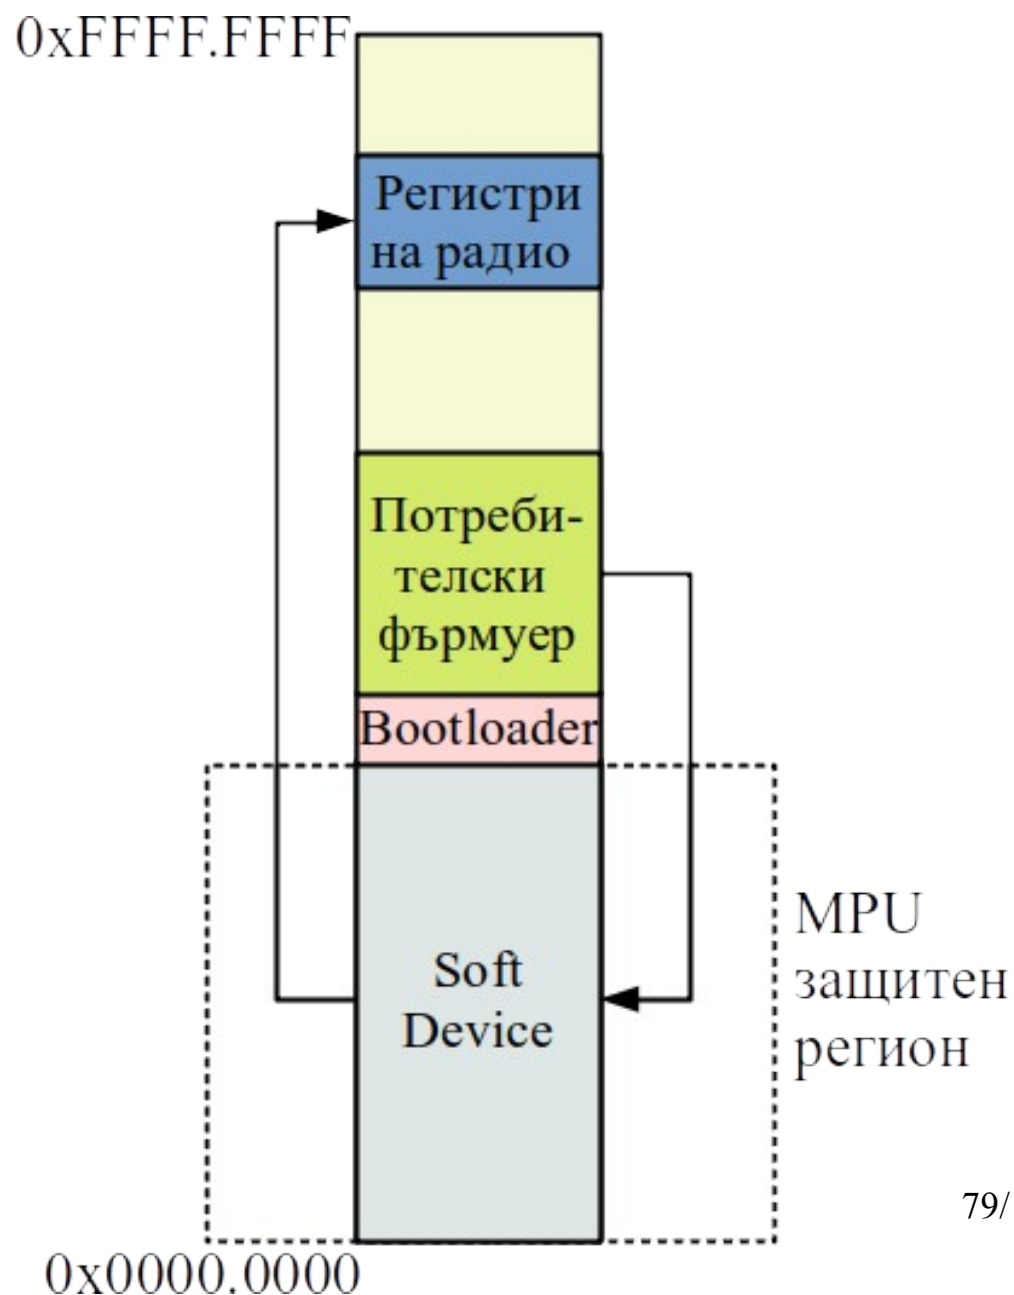 0xFFFF.FFFF
Регистри
на радио
Потреби-
телски
фърмуер
Bootloader
Soft
Device
MPU
защитен
регион
79/
0x0000.0000